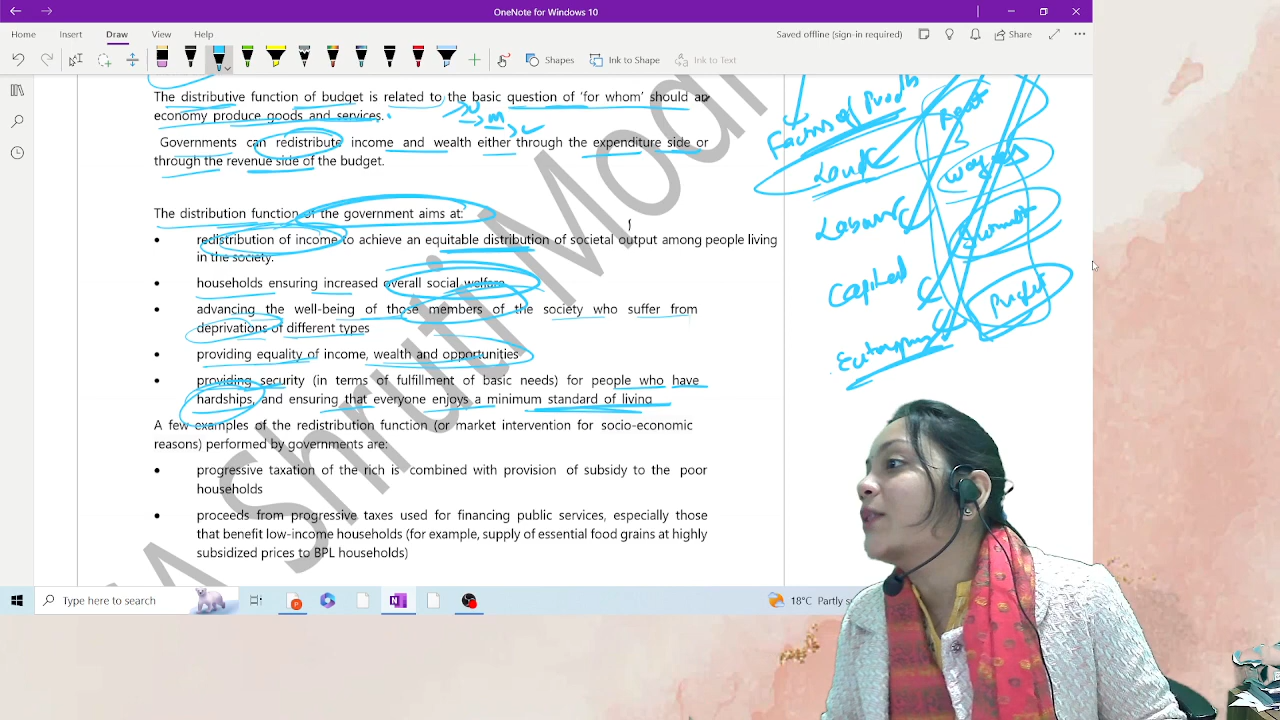 OneNote for Windows 10
Home Insert Draw View Help
Saved offline (sign-in required) Share
Shapes Ink to Shape Ink to Text
The distributive function of budget is related to the basic question of 'for whom' should an
economy produce goods and services.
Governments can redistribute income and wealth either through the expenditure side or
through the revenue side of the budget.
The distribution function of the government aims at:
• redistribution of income to achieve an equitable distribution of societal output among people living
in the society.
• households ensuring increased overall social welfare
• advancing the well-being of those members of the society who suffer from
deprivations of different types
• providing equality of income, wealth and opportunities
• providing security (in terms of fulfillment of basic needs) for people who have
hardships, and ensuring that everyone enjoys a minimum standard of living
A few examples of the redistribution function (or market intervention for socio-economic
reasons) performed by governments are:
• progressive taxation of the rich is combined with provision of subsidy to the poor
households
• proceeds from progressive taxes used for financing public services, especially those
that benefit low-income households (for example, supply of essential food grains at highly
subsidized prices to BPL households)
Factors of Prodn
Rent
Land
Wages
Labour
Capital
Profit
Shruti Modi
Type here to search
18°C Partly